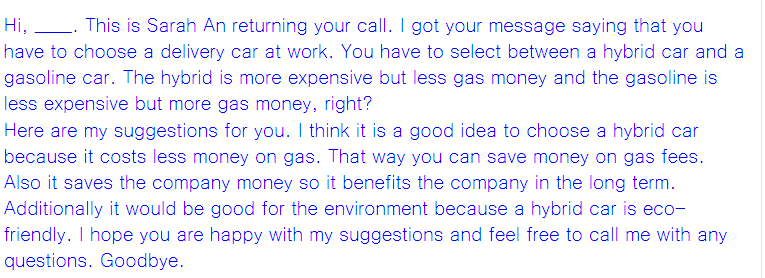 Hi, ____. This is Sarah An returning your call. I got your message saying that you
have to choose a delivery car at work. You have to select between a hybrid car and a
gasoline car. The hybrid is more expensive but less gas money and the gasoline is
less expensive but more gas money, right?
Here are my suggestions for you. I think it is a good idea to choose a hybrid car
because it costs less money on gas. That way you can save money on gas fees.
Also it saves the company money so it benefits the company in the long term.
Additionally it would be good for the environment because a hybrid car is eco-
friendly. I hope you are happy with my suggestions and feel free to call me with any
questions. Goodbye.